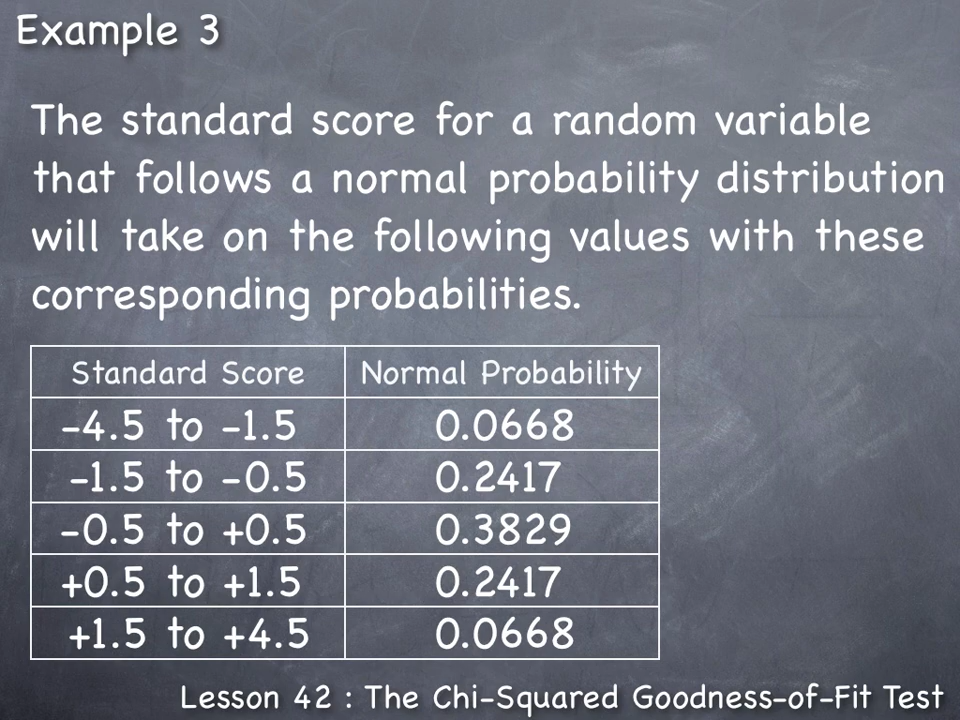 Example 3
The standard score for a random variable
that follows a normal probability distribution
will take on the following values with these
corresponding probabilities.
Standard Score Normal Probability
-4.5 to -1.5 0.0668
-1.5 to -0.5 0.2417
-0.5 to +0.5 0.3829
+0.5 to +1.5 0.2417
+1.5 to +4.5 0.0668
Lesson 42 : The Chi-Squared Goodness-of-Fit Test